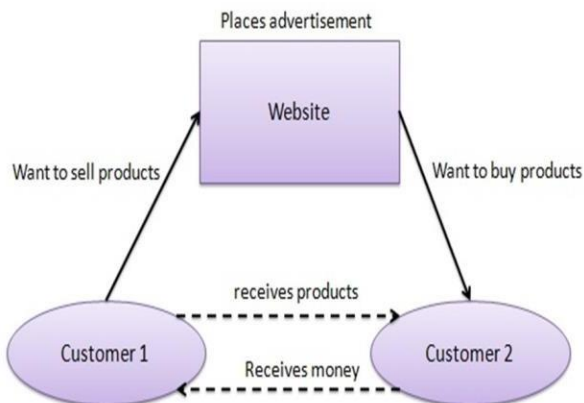 Places advertisement
Website
Want to sell products
Want to buy products
receives products
Customer 1
Customer 2
Receives money